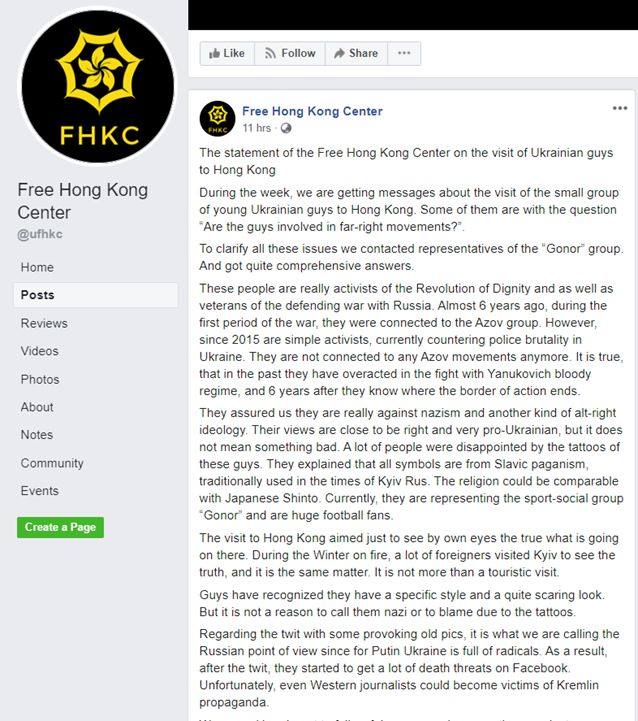 FHKC
Free Hong Kong
Center
@ufhkc
Home
Posts
Reviews
Videos
Photos
About
Notes
Community
Events
Create a Page
Like
Follow
Share
FHKC
Free Hong Kong Center
11 hrs ·
The statement of the Free Hong Kong Center on the visit of Ukrainian guys
to Hong Kong
During the week, we are getting messages about the visit of the small group
of young Ukrainian guys to Hong Kong. Some of them are with the question
“Are the guys involved in far-right movements?”.
To clarify all these issues we contacted representatives of the “Gonor” group.
And got quite comprehensive answers.
These people are really activists of the Revolution of Dignity and as well as
veterans of the defending war with Russia. Almost 6 years ago, during the
first period of the war, they were connected to the Azov group. However,
since 2015 are simple activists, currently countering police brutality in
Ukraine. They are not connected to any Azov movements anymore. It is true,
that in the past they have overacted in the fight with Yanukovich bloody
regime, and 6 years after they know where the border of action ends.
They assured us they are really against nazism and another kind of alt-right
ideology. Their views are close to be right and very pro-Ukrainian, but it does
not mean something bad. A lot of people were disappointed by the tattoos of
these guys. They explained that all symbols are from Slavic paganism,
traditionally used in the times of Kyiv Rus. The religion could be comparable
with Japanese Shinto. Currently, they are representing the sport-social group
“Gonor” and are huge football fans.
The visit to Hong Kong aimed just to see by own eyes the true what is going
on there. During the Winter on fire, a lot of foreigners visited Kyiv to see the
truth, and it is the same matter. It is not more than a touristic visit.
Guys have recognized they have a specific style and a quite scaring look.
But it is not a reason to call them nazi or to blame due to the tattoos.
Regarding the twit with some provoking old pics, it is what we are calling the
Russian point of view since for Putin Ukraine is full of radicals. As a result,
after the twit, they started to get a lot of death threats on Facebook.
Unfortunately, even Western journalists could become victims of Kremlin
propaganda.